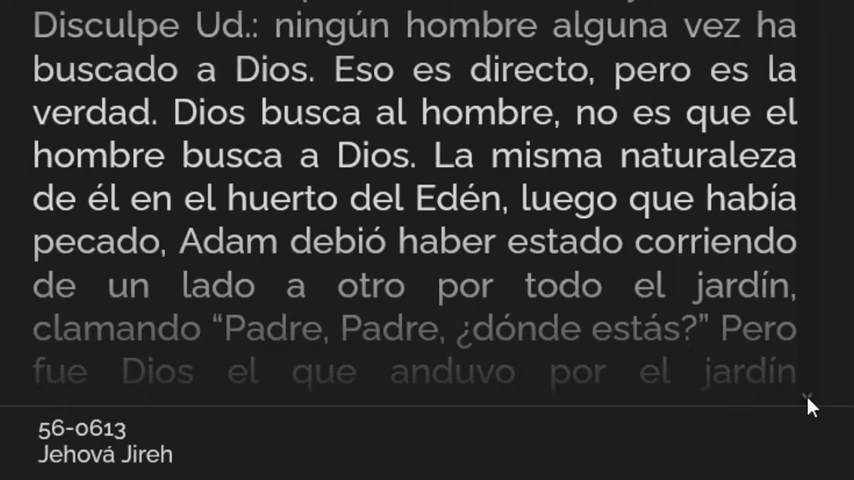 Disculpe Ud.: ningún hombre alguna vez ha
buscado a Dios. Eso es directo, pero es la
verdad. Dios busca al hombre, no es que el
hombre busca a Dios. La misma naturaleza
de él en el huerto del Edén, luego que había
pecado, Adam debió haber estado corriendo
de un lado a otro por todo el jardín,
clamando “Padre, Padre, ¿dónde estás?” Pero
fue Dios el que anduvo por el jardín
56-0613
Jehová Jireh